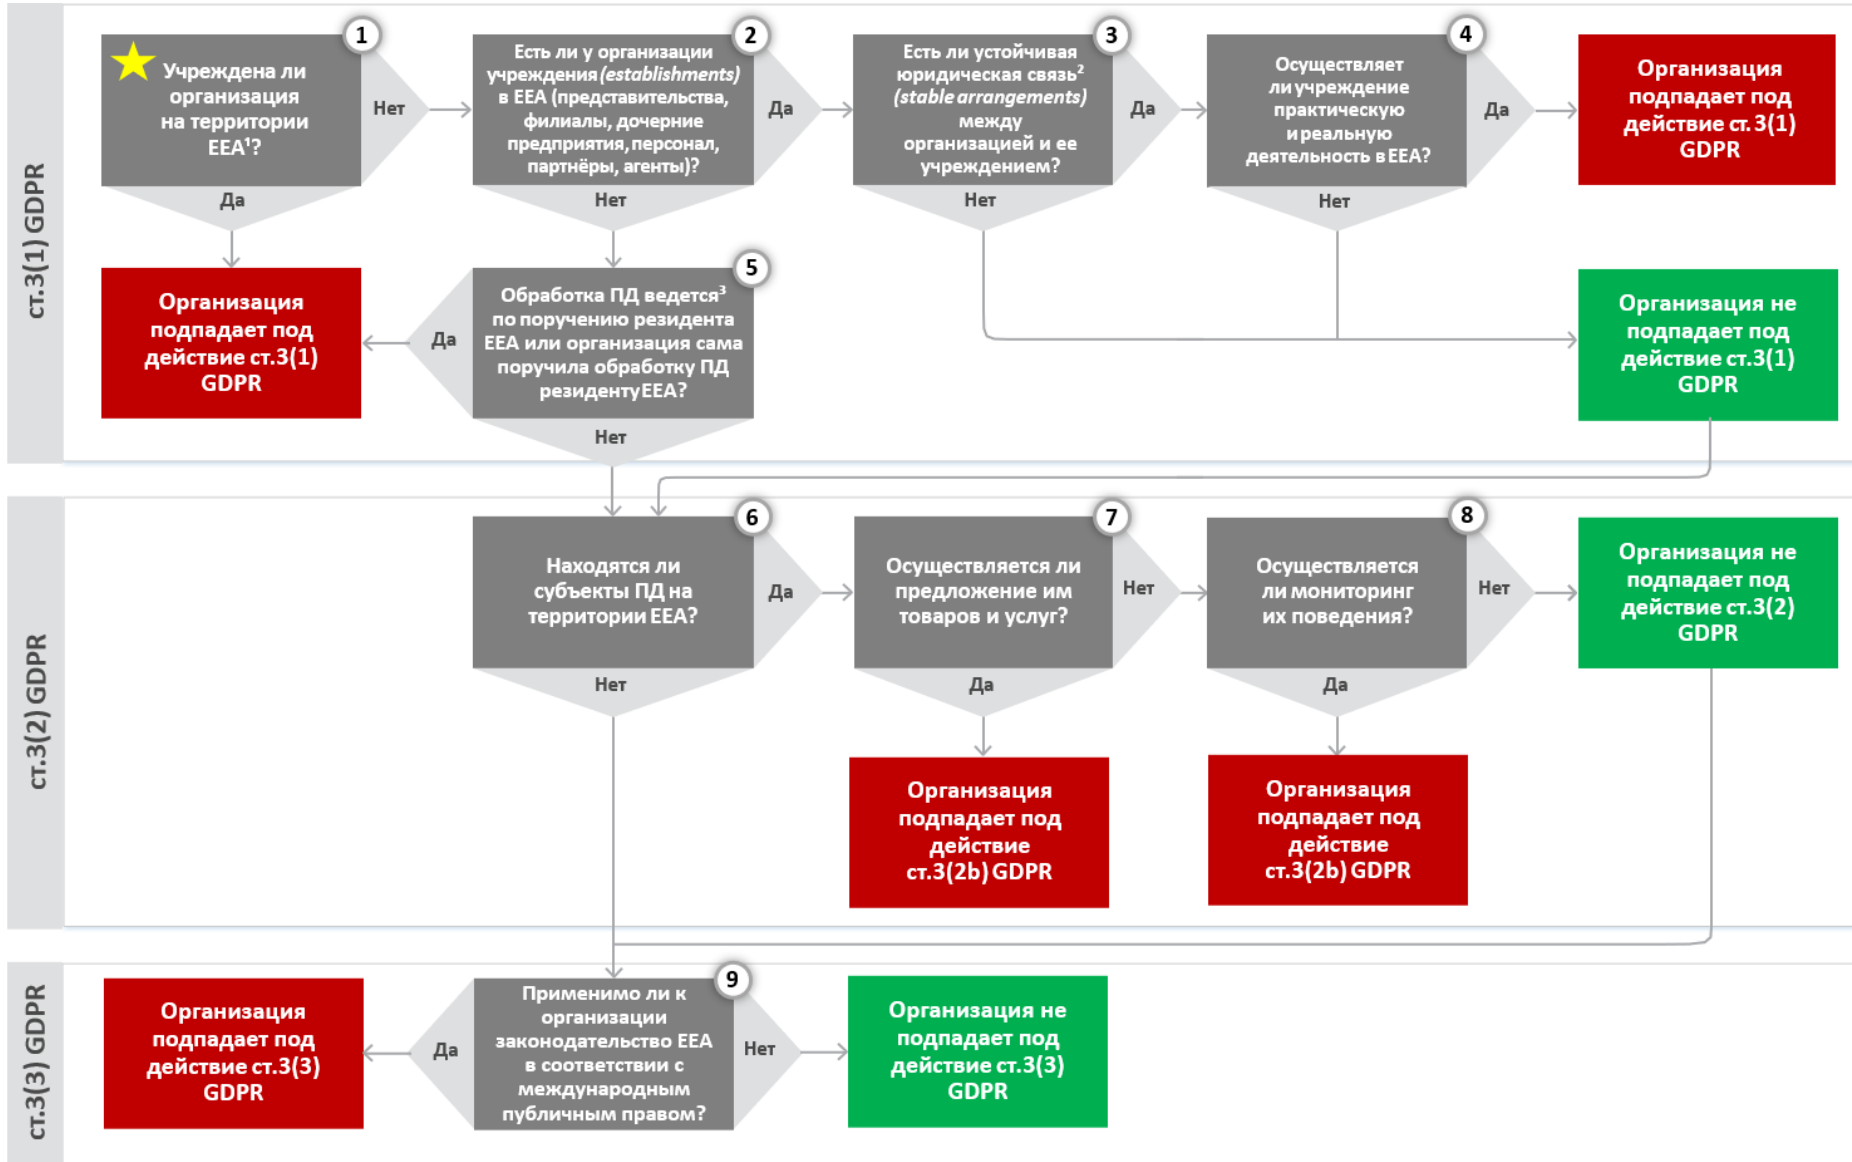 ст.3(1) GDPR
1
Учреждена ли
организация
на территории
EEA¹?
Нет
Да
2
Есть ли у организации
учреждения (establishments)
в EEA (представительства,
филиалы, дочерние
предприятия, персонал,
партнёры, агенты)?
Да
Нет
3
Есть ли устойчивая
юридическая связь²
(stable arrangements)
между
организацией и ее
учреждением?
Да
Нет
4
Осуществляет
ли учреждение
практическую
и реальную
деятельность в EEA?
Да
Нет
Организация
подпадает под
действие ст.3(1)
GDPR
Организация
подпадает под
действие ст.3(1)
GDPR
5
Обработка ПД ведется³
по поручению резидента
EEA или организация сама
поручила обработку ПД
резиденту EEA?
Да
Нет
Организация не
подпадает под
действие ст.3(1)
GDPR
ст.3(2) GDPR
6
Находятся ли
субъекты ПД на
территории EEA?
Да
Нет
7
Осуществляется ли
предложение им
товаров и услуг?
Нет
Да
8
Осуществляется
ли мониторинг
их поведения?
Нет
Да
Организация не
подпадает под
действие ст.3(2)
GDPR
Организация
подпадает под
действие
ст.3(2b) GDPR
Организация
подпадает под
действие
ст.3(2b) GDPR
ст.3(3) GDPR
Организация
подпадает под
действие ст.3(3)
GDPR
Да
9
Применимо ли к
организации
законодательство EEA
в соответствии с
международным
публичным правом?
Нет
Организация не
подпадает под
действие ст.3(3)
GDPR